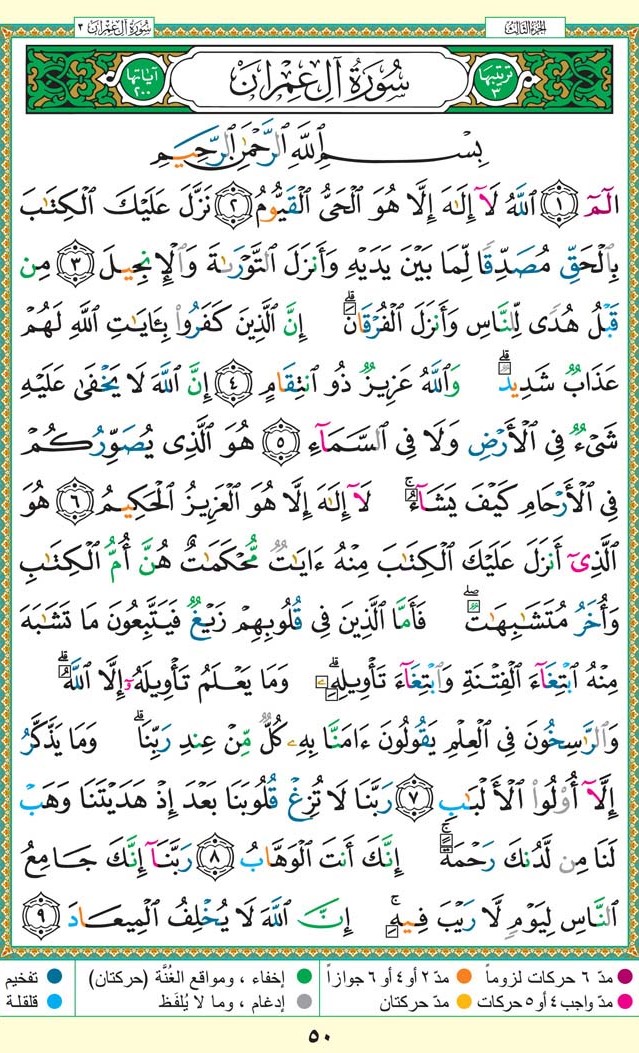 الجزء الثالث
سورة آل عمران ٣
ترتيبها ٣
سُورَةُ آلِ عِمْرَان
آياتها ٢٠٠
بِسْمِ اللَّهِ الرَّحْمَٰنِ الرَّحِيمِ
الٓمٓ ۝١ ٱللَّهُ لَآ إِلَٰهَ إِلَّا هُوَ ٱلْحَىُّ ٱلْقَيُّومُ ۝٢ نَزَّلَ عَلَيْكَ ٱلْكِتَٰبَ
بِٱلْحَقِّ مُصَدِّقًا لِّمَا بَيْنَ يَدَيْهِ وَأَنزَلَ ٱلتَّوْرَىٰةَ وَٱلْإِنجِيلَ ۝٣ مِن
قَبْلُ هُدًى لِّلنَّاسِ وَأَنزَلَ ٱلْفُرْقَانَ ۗ إِنَّ ٱلَّذِينَ كَفَرُوا۟ بِـَٔايَٰتِ ٱللَّهِ لَهُمْ
عَذَابٌ شَدِيدٌ ۗ وَٱللَّهُ عَزِيزٌ ذُو ٱنتِقَامٍ ۝٤ إِنَّ ٱللَّهَ لَا يَخْفَىٰ عَلَيْهِ
شَىْءٌ فِى ٱلْأَرْضِ وَلَا فِى ٱلسَّمَآءِ ۝٥ هُوَ ٱلَّذِى يُصَوِّرُكُمْ
فِى ٱلْأَرْحَامِ كَيْفَ يَشَآءُ ۚ لَآ إِلَٰهَ إِلَّا هُوَ ٱلْعَزِيزُ ٱلْحَكِيمُ ۝٦ هُوَ
ٱلَّذِىٓ أَنزَلَ عَلَيْكَ ٱلْكِتَٰبَ مِنْهُ ءَايَٰتٌ مُّحْكَمَٰتٌ هُنَّ أُمُّ ٱلْكِتَٰبِ
وَأُخَرُ مُتَشَٰبِهَٰتٌ ۖ فَأَمَّا ٱلَّذِينَ فِى قُلُوبِهِمْ زَيْغٌ فَيَتَّبِعُونَ مَا تَشَٰبَهَ
مِنْهُ ٱبْتِغَآءَ ٱلْفِتْنَةِ وَٱبْتِغَآءَ تَأْوِيلِهِۦ ۗ وَمَا يَعْلَمُ تَأْوِيلَهُۥٓ إِلَّا ٱللَّهُ ۗ
وَٱلرَّٰسِخُونَ فِى ٱلْعِلْمِ يَقُولُونَ ءَامَنَّا بِهِۦ كُلٌّ مِّنْ عِندِ رَبِّنَا ۗ وَمَا يَذَّكَّرُ
إِلَّآ أُو۟لُوا۟ ٱلْأَلْبَٰبِ ۝٧ رَبَّنَا لَا تُزِغْ قُلُوبَنَا بَعْدَ إِذْ هَدَيْتَنَا وَهَبْ
لَنَا مِن لَّدُنكَ رَحْمَةً ۚ إِنَّكَ أَنتَ ٱلْوَهَّابُ ۝٨ رَبَّنَآ إِنَّكَ جَامِعُ
ٱلنَّاسِ لِيَوْمٍ لَّا رَيْبَ فِيهِ ۚ إِنَّ ٱللَّهَ لَا يُخْلِفُ ٱلْمِيعَادَ ۝٩
مدّ ٦ حركات لزوماً مدّ ٢ أو ٤ أو ٦ جوازاً إخفاء ، ومواقع الغُنَّة (حركتان) تفخيم
مدّ واجب ٤ أو ٥ حركات مدّ حركتان إدغام ، وما لا يُلفَظ قلقلة
٥٠